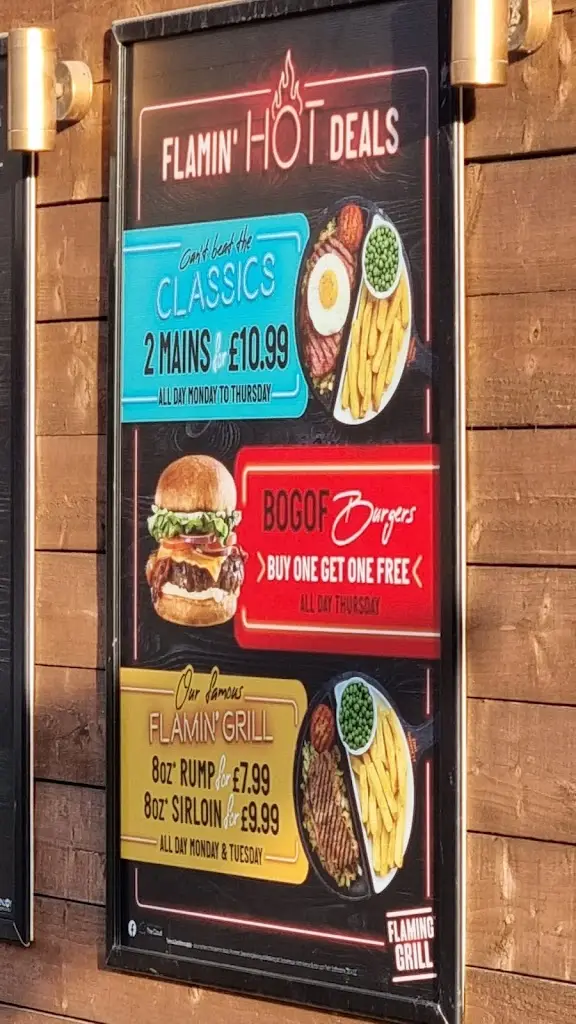 FLAMIN' HOT DEALS
Can't beat the
CLASSICS
2 MAINS for £10.99
ALL DAY MONDAY TO THURSDAY
BOGOF Burgers
BUY ONE GET ONE FREE
ALL DAY THURSDAY
Our famous
FLAMIN' GRILL
8oz* RUMP for £7.99
8oz* SIRLOIN for £9.99
ALL DAY MONDAY & TUESDAY
FLAMING
GRILL
The Cloud